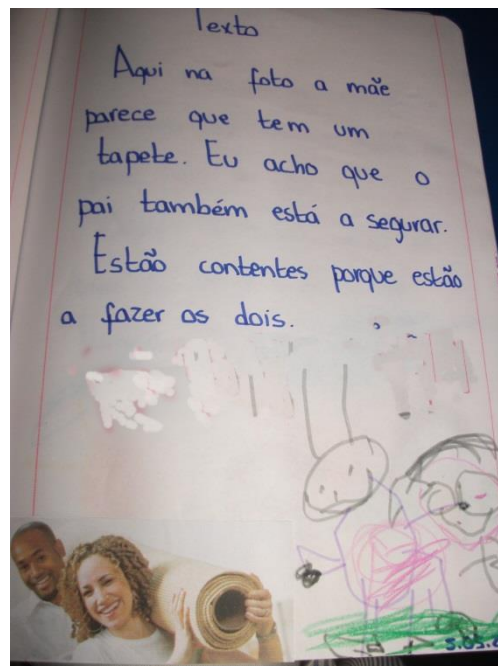 Texto
Aqui na foto a mãe
parece que tem um
tapete. Eu acho que o
pai também está a segurar.
Estão contentes porque estão
a fazer os dois.